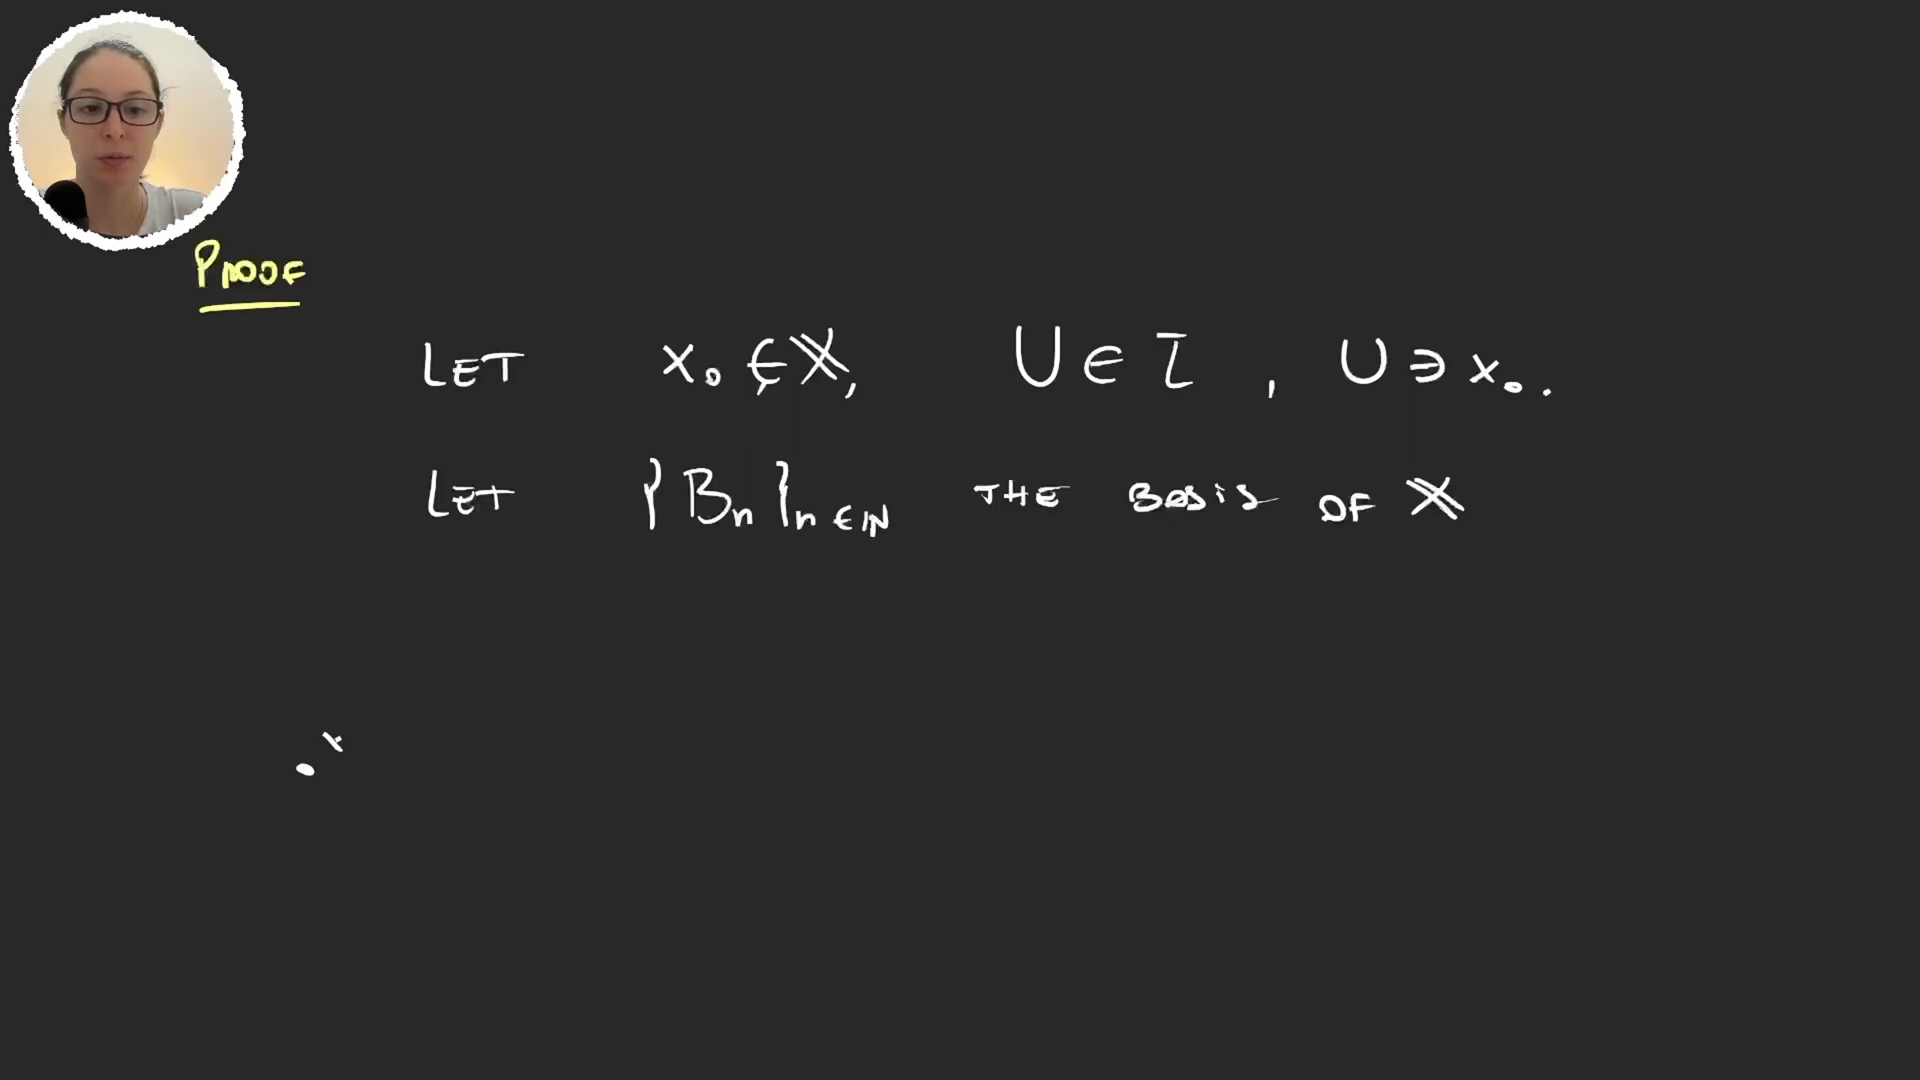 PROOF
LET x₀ ∈ 𝕏, U ∈ τ, U ∋ x₀.
LET {Bₙ}ₙ∈ℕ THE BASIS OF 𝕏
x